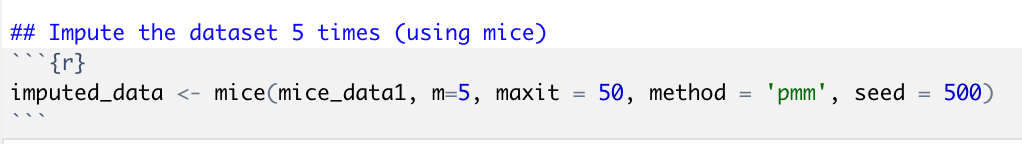 ## Impute the dataset 5 times (using mice)
```{r}
imputed_data <- mice(mice_data1, m=5, maxit = 50, method = 'pmm', seed = 500)
```